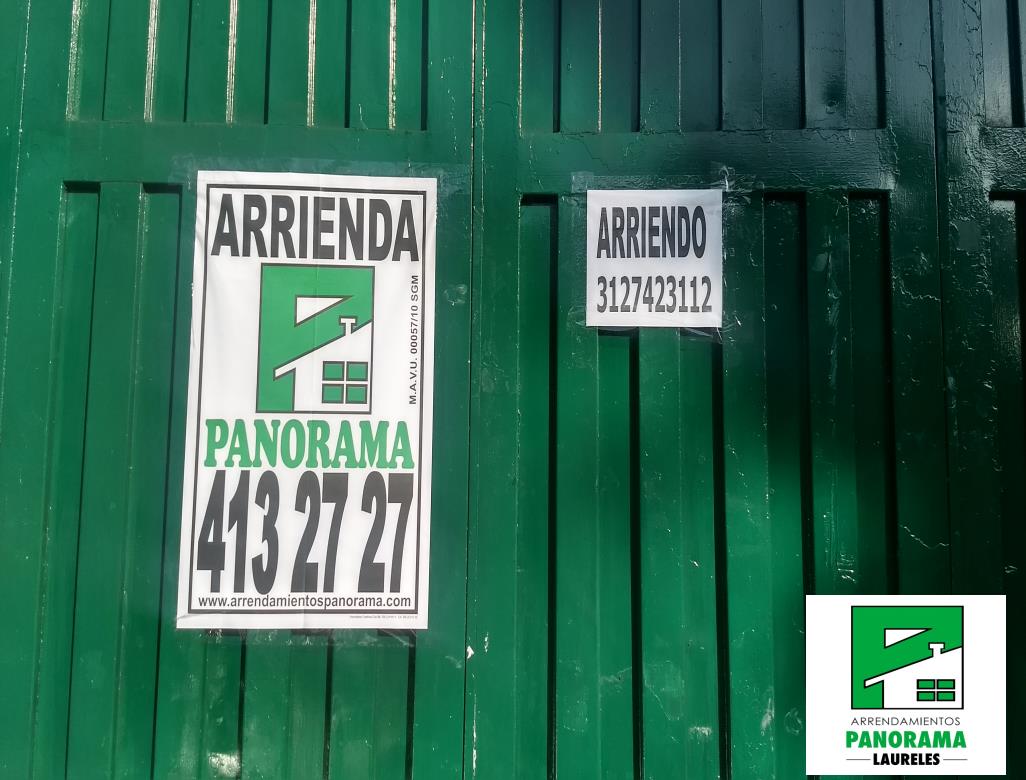 ARRIENDA
M.A.V.U. 00057/10 SGM
PANORAMA
413 27 27
www.arrendamientospanorama.com
ARRIENDO
3127423112
ARRENDAMIENTOS
PANORAMA
LAURELES